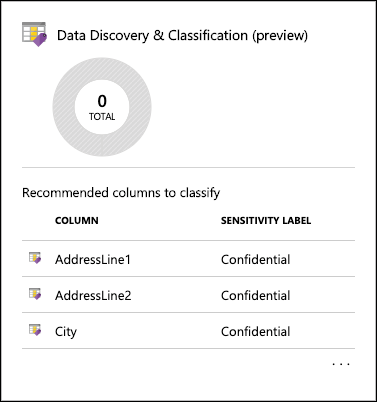 Data Discovery & Classification (preview)
0
TOTAL
Recommended columns to classify
COLUMN SENSITIVITY LABEL
AddressLine1 Confidential
AddressLine2 Confidential
City Confidential
...